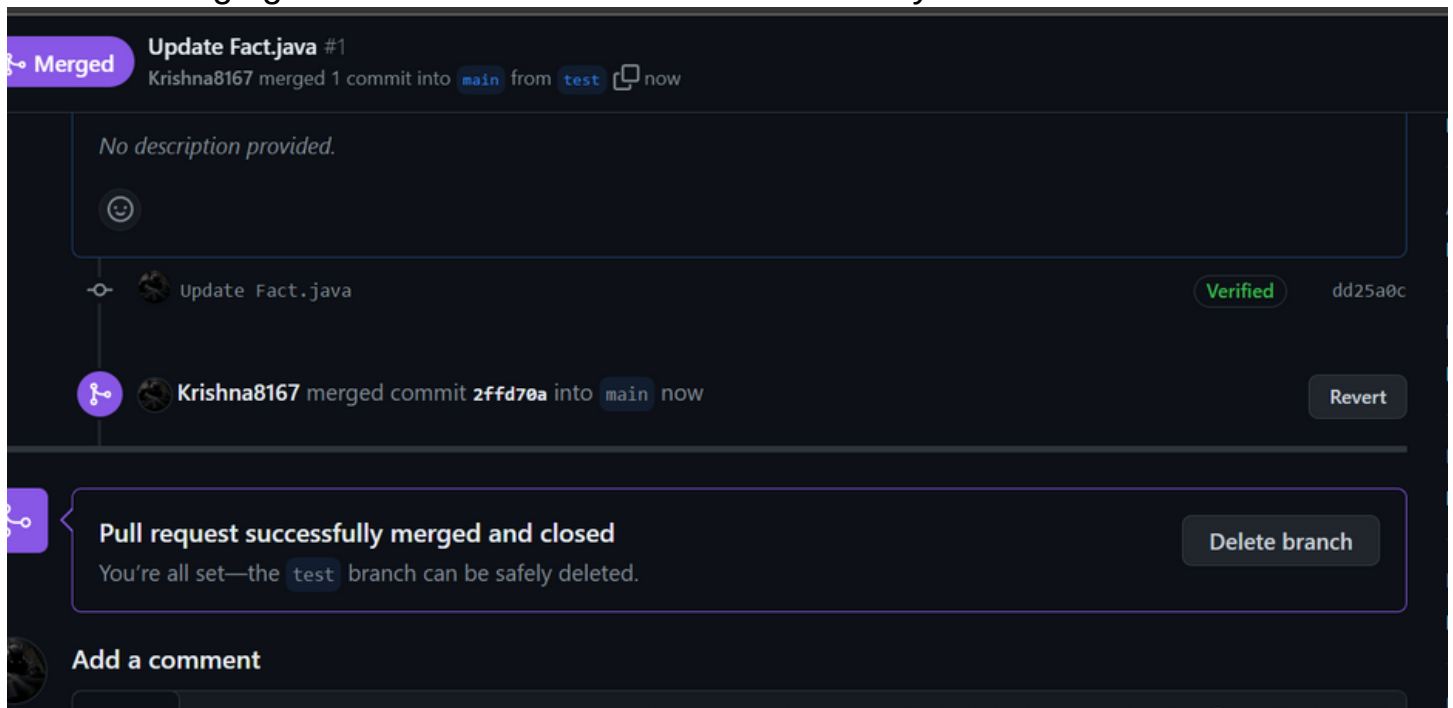 Update Fact.java #1
Merged
Krishna8167 merged 1 commit into main from test now
No description provided.
Update Fact.java Verified dd25a0c
Krishna8167 merged commit 2ffd70a into main now Revert
Pull request successfully merged and closed
You're all set—the test branch can be safely deleted.
Delete branch
Add a comment